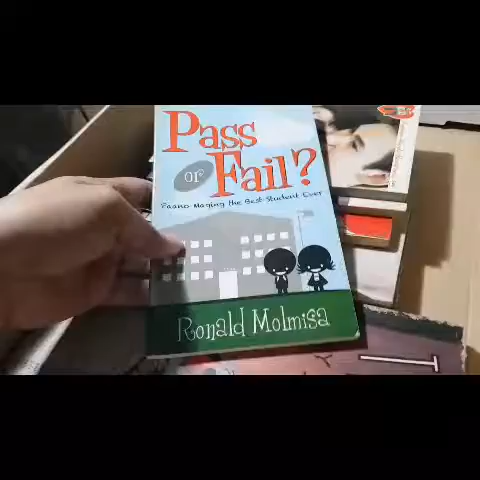 Pass
or
Fail?
Paano Maging the Best Student Ever
Ronald Molmisa